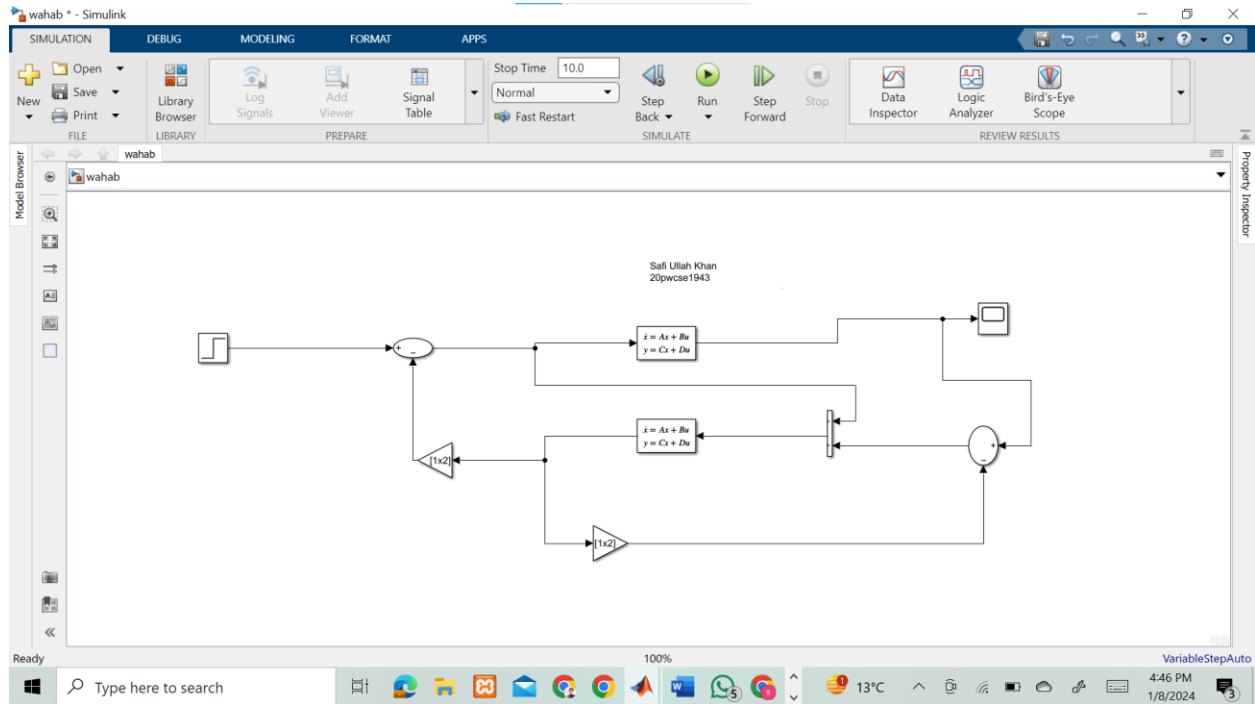 wahab * - Simulink
SIMULATION DEBUG MODELING FORMAT APPS
New
Open
Save
Print
FILE
Library Browser
LIBRARY
Log Signals
Add Viewer
Signal Table
PREPARE
Stop Time 10.0
Normal
Fast Restart
Step Back
Run
Step Forward
Stop
SIMULATE
Data Inspector
Logic Analyzer
Bird's-Eye Scope
REVIEW RESULTS
Model Browser
wahab
wahab
Property Inspector
Safi Ullah Khan
20pwcse1943
ẋ = Ax + Bu
y = Cx + Du
+
−
ẋ = Ax + Bu
y = Cx + Du
+
−
[1x2]
[1x2]
Ready 100% VariableStepAuto
Type here to search
5
1
13°C
4:46 PM
1/8/2024
3